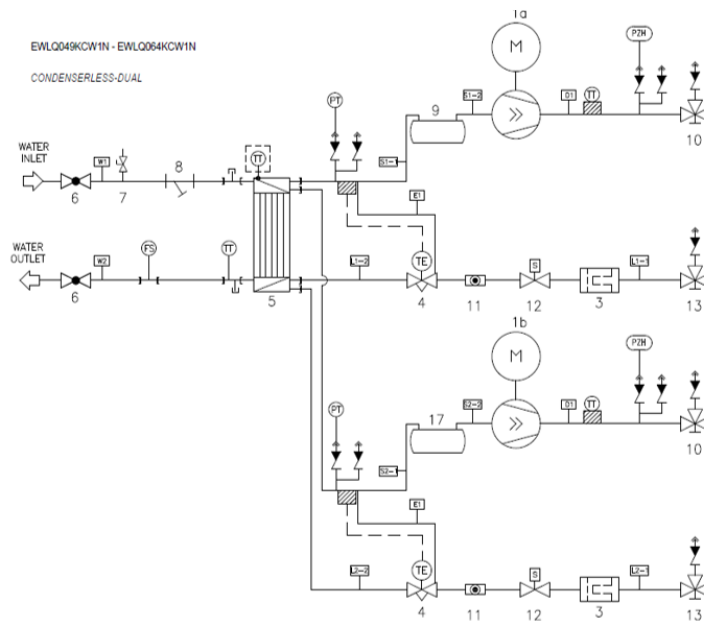 EWLQ049KCW1N - EWLQ064KCW1N
CONDENSERLESS-DUAL
1a
M
PZH
PT
9
S1-2
D1
TT
10
WATER
INLET
W1
8
TT
S1-1
6
7
E1
WATER
OUTLET
W2
FS
TT
L1-2
TE
S
L1-1
6
5
4
11
12
3
13
1b
M
PZH
PT
17
S2-2
D1
TT
10
S2-1
E1
L2-2
TE
S
L2-1
4
11
12
3
13